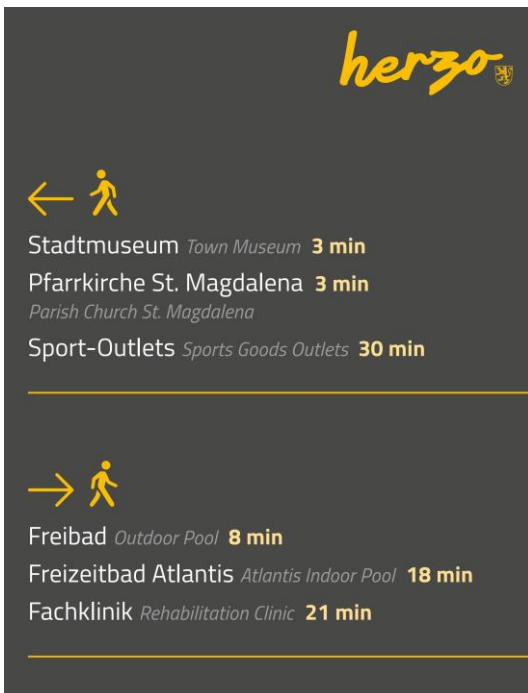 herzo
Stadtmuseum Town Museum 3 min
Pfarrkirche St. Magdalena 3 min
Parish Church St. Magdalena
Sport-Outlets Sports Goods Outlets 30 min
Freibad Outdoor Pool 8 min
Freizeitbad Atlantis Atlantis Indoor Pool 18 min
Fachklinik Rehabilitation Clinic 21 min